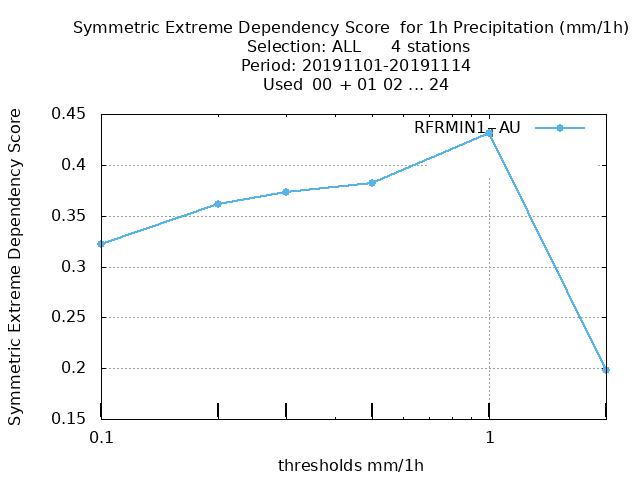 Symmetric Extreme Dependency Score  for 1h Precipitation (mm/1h)
Selection: ALL      4 stations
Period: 20191101-20191114
Used  00  + 01 02 ... 24
Symmetric Extreme Dependency Score
0.45
0.4
0.35
0.3
0.25
0.2
0.15
RFRMIN1-AU
0.1
1
thresholds mm/1h